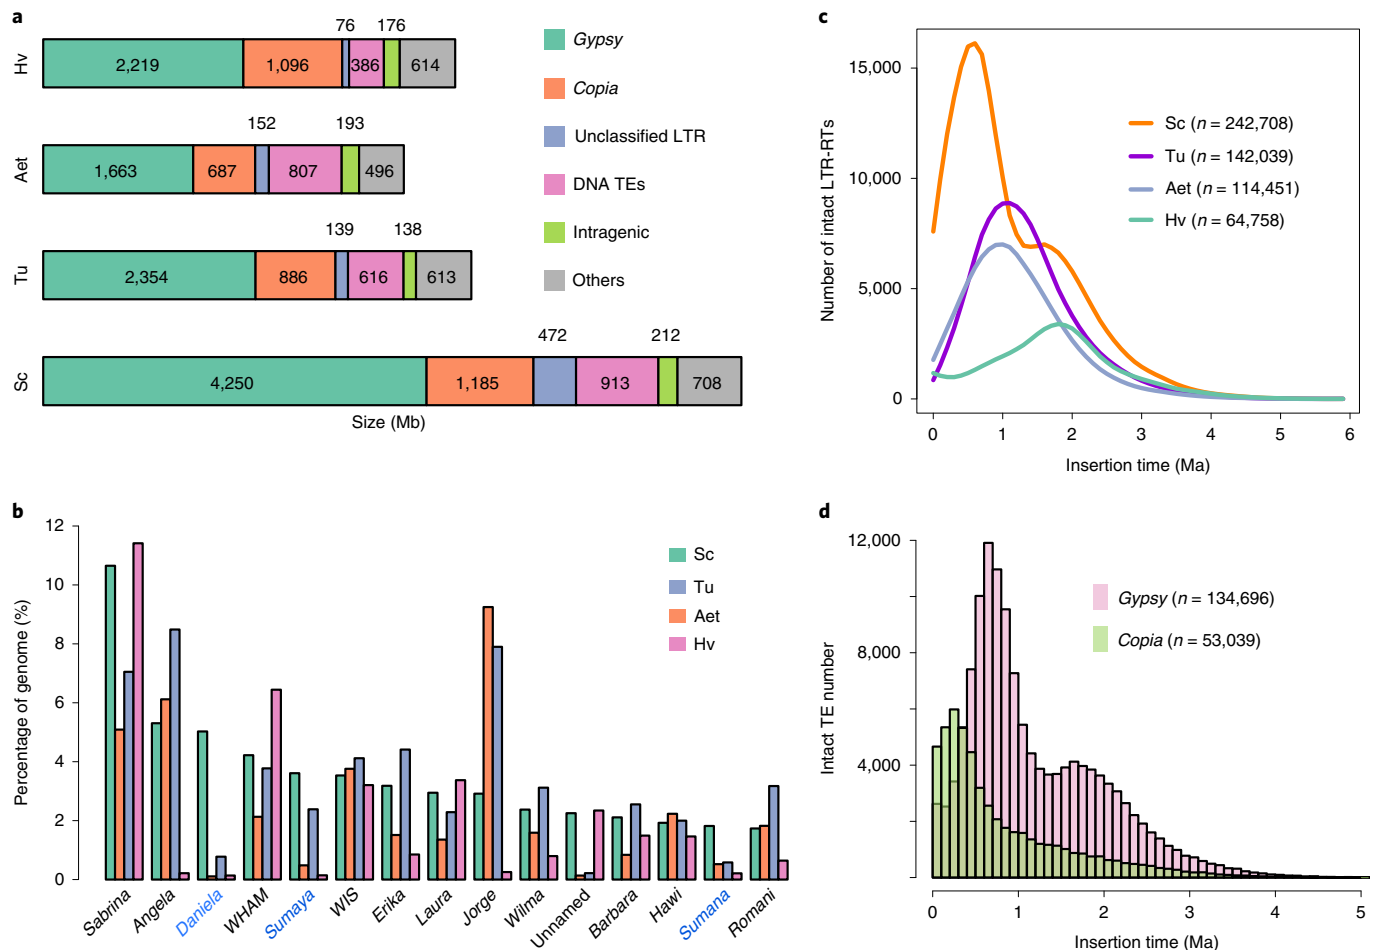 a
76 176
Hv 2,219 1,096 386 614
152 193
Aet 1,663 687 807 496
139 138
Tu 2,354 886 616 613
472 212
Sc 4,250 1,185 913 708
Size (Mb)
Gypsy
Copia
Unclassified LTR
DNA TEs
Intragenic
Others
c
Number of intact LTR-RTs
15,000
10,000
5,000
0
Sc (n = 242,708)
Tu (n = 142,039)
Aet (n = 114,451)
Hv (n = 64,758)
0 1 2 3 4 5 6
Insertion time (Ma)
b
Percentage of genome (%)
12
10
8
6
4
2
0
Sc
Tu
Aet
Hv
Sabrina Angela Daniela WHAM Sumaya WIS Erika Laura Jorge Wilma Unnamed Barbara Hawi Sumana Romani
d
Intact TE number
12,000
8,000
4,000
0
Gypsy (n = 134,696)
Copia (n = 53,039)
0 1 2 3 4 5
Insertion time (Ma)